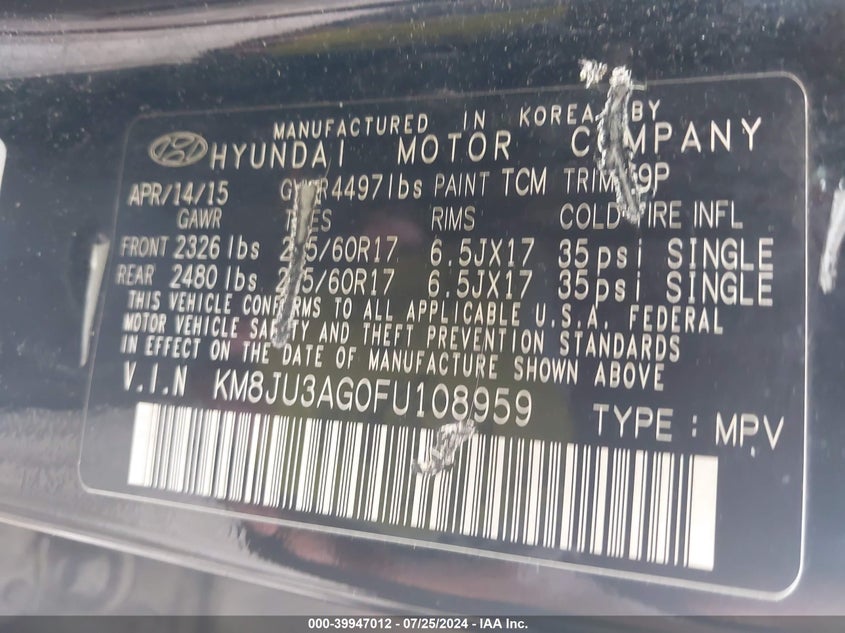 MANUFACTURED IN KOREA BY
HYUNDAI MOTOR COMPANY
APR/14/15 4497lbs PAINT TCM TRIM
GAWR RIMS COLD TIRE INFL
FRONT 2326 lbs 6.5JX17 35psi SINGLE
REAR 2480 lbs 6.5JX17 35psi SINGLE
THIS VEHICLE CONFORMS TO ALL APPLICABLE U.S.A. FEDERAL
MOTOR VEHICLE SAFETY AND THEFT PREVENTION STANDARDS
IN EFFECT ON THE DATE OF MANUFACTURE SHOWN ABOVE
V.I.N KM8JU3AG0FU108959
TYPE : MPV
000-39947012 - 07/25/2024 - IAA Inc.